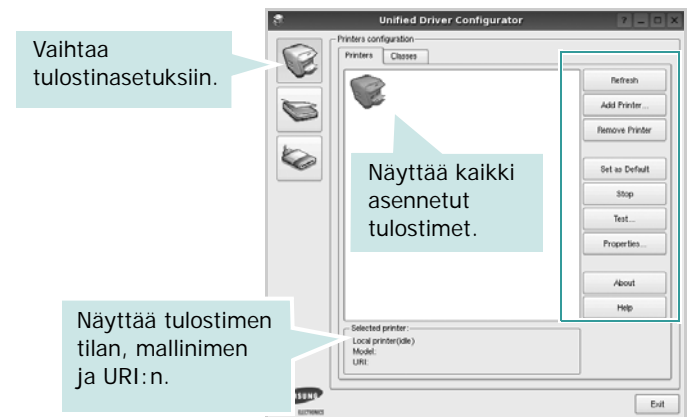 Unified Driver Configurator
Printers configuration
Printers Classes
Vaihtaa
tulostinasetuksiin.
Refresh
Add Printer...
Remove Printer
Set as Default
Stop
Test...
Properties...
About
Help
Näyttää kaikki
asennetut
tulostimet.
Näyttää tulostimen
tilan, mallinimen
ja URI:n.
Selected printer:
Local printer(idle)
Model:
URI:
ELECTRONICS
Exit